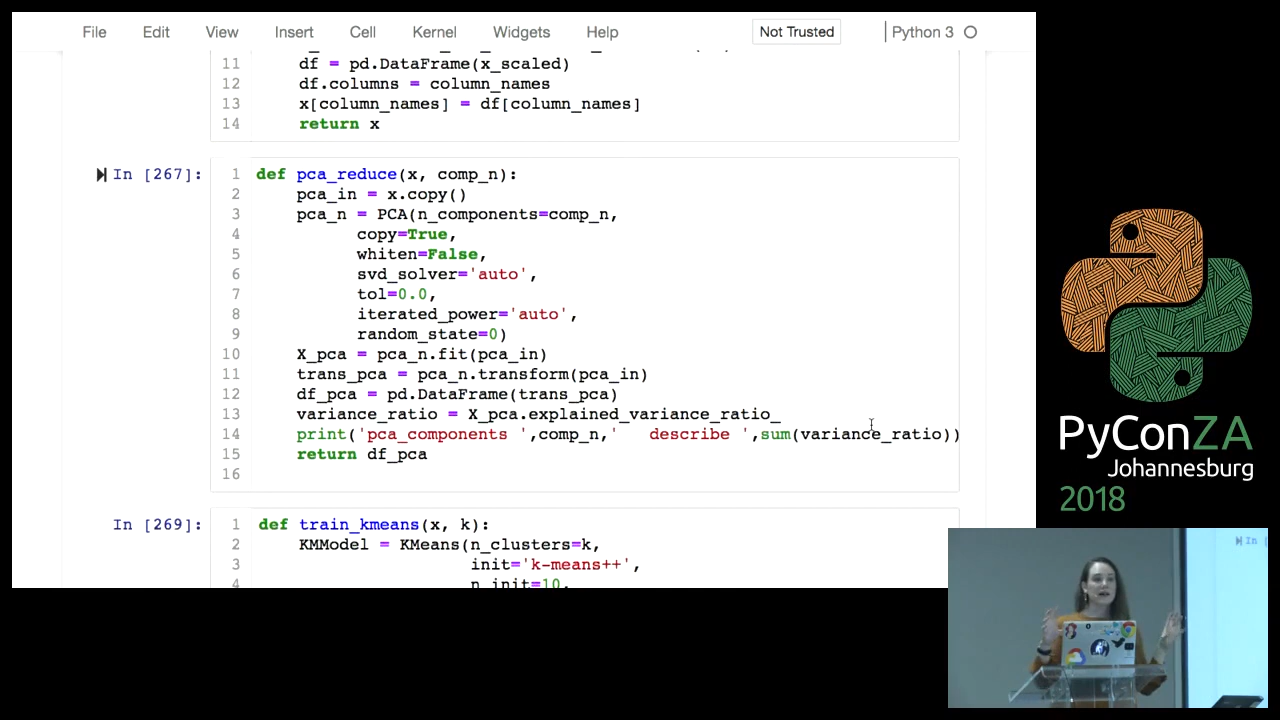 File Edit View Insert Cell Kernel Widgets Help Not Trusted Python 3
11 df = pd.DataFrame(x_scaled)
12 df.columns = column_names
13 x[column_names] = df[column_names]
14 return x
In [267]: 1 def pca_reduce(x, comp_n):
2 pca_in = x.copy()
3 pca_n = PCA(n_components=comp_n,
4 copy=True,
5 whiten=False,
6 svd_solver='auto',
7 tol=0.0,
8 iterated_power='auto',
9 random_state=0)
10 X_pca = pca_n.fit(pca_in)
11 trans_pca = pca_n.transform(pca_in)
12 df_pca = pd.DataFrame(trans_pca)
13 variance_ratio = X_pca.explained_variance_ratio_
14 print('pca_components ',comp_n,'   describe ',sum(variance_ratio))
15 return df_pca
16
In [269]: 1 def train_kmeans(x, k):
2 KMModel = KMeans(n_clusters=k,
3 init='k-means++',
4 n_init=10,
PyConZA
Johannesburg
2018
In [